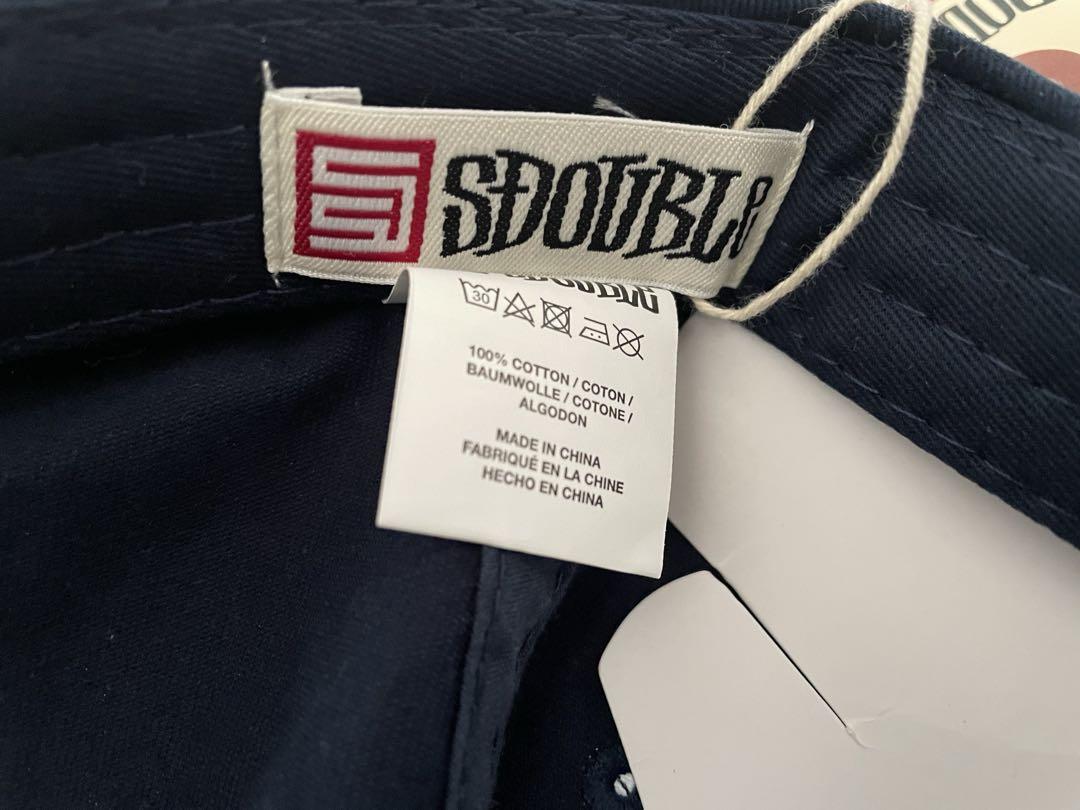 SDOUBLE
30
100% COTTON / COTON /
BAUMWOLLE / COTONE /
ALGODON
MADE IN CHINA
FABRIQUÉ EN LA CHINE
HECHO EN CHINA